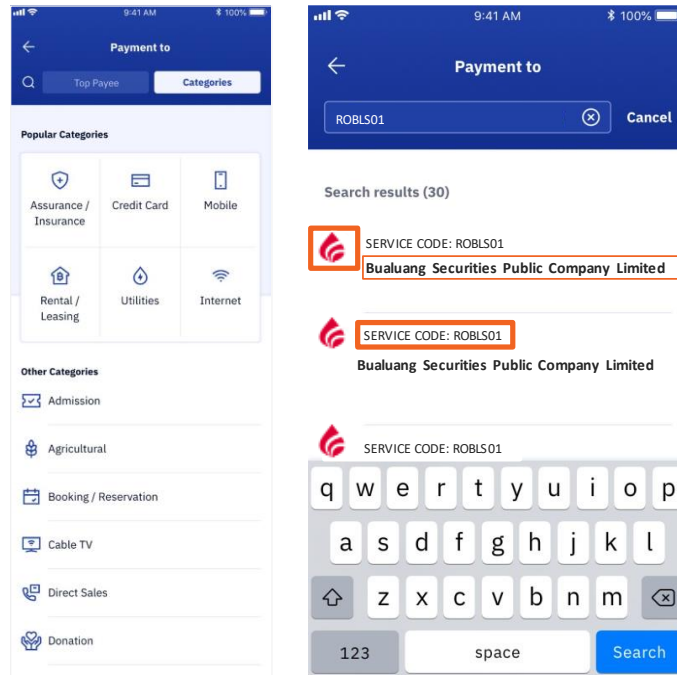 9:41 AM
100%
Payment to
Top Payee
Categories
Popular Categories
Assurance /
Insurance
Credit Card
Mobile
Rental /
Leasing
Utilities
Internet
Other Categories
Admission
Agricultural
Booking / Reservation
Cable TV
Direct Sales
Donation
9:41 AM
100%
Payment to
ROBLS01
Cancel
Search results (30)
SERVICE CODE: ROBLS01
Bualuang Securities Public Company Limited
SERVICE CODE: ROBLS01
Bualuang Securities Public Company Limited
SERVICE CODE: ROBLS01
q w e r t y u i o p
a s d f g h j k l
z x c v b n m
123 space Search